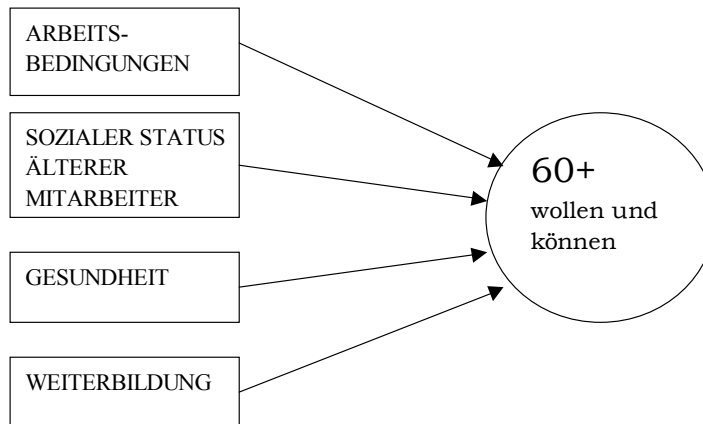 ARBEITS-
BEDINGUNGEN
SOZIALER STATUS
ÄLTERER
MITARBEITER
GESUNDHEIT
WEITERBILDUNG
60+
wollen und
können